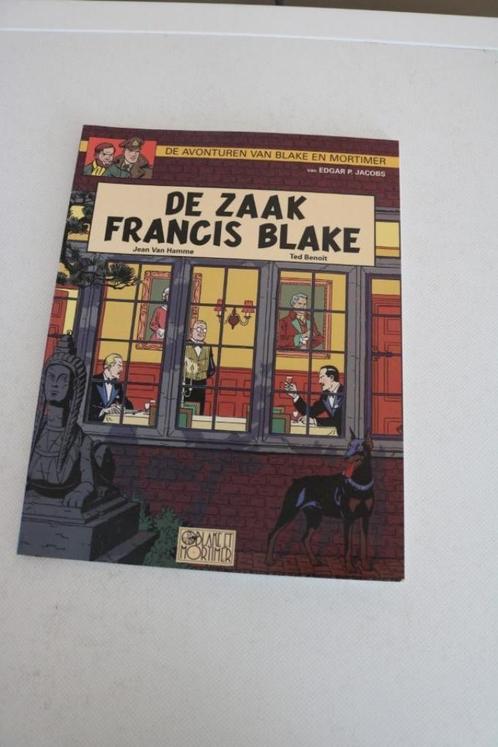 DE AVONTUREN VAN BLAKE EN MORTIMER
van EDGAR P. JACOBS
DE ZAAK
FRANCIS BLAKE
Jean Van Hamme
Ted Benoit
BLAKE ET
MORTIMER